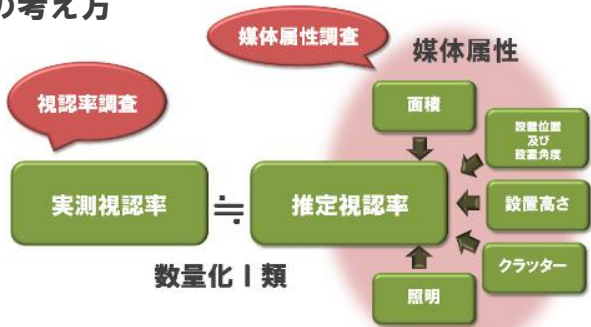 の考え方
媒体属性調査
媒体属性
視認率調査
面積
設置位置
及び
設置角度
実測視認率
≒
推定視認率
設置高さ
クラッター
数量化Ⅰ類
照明